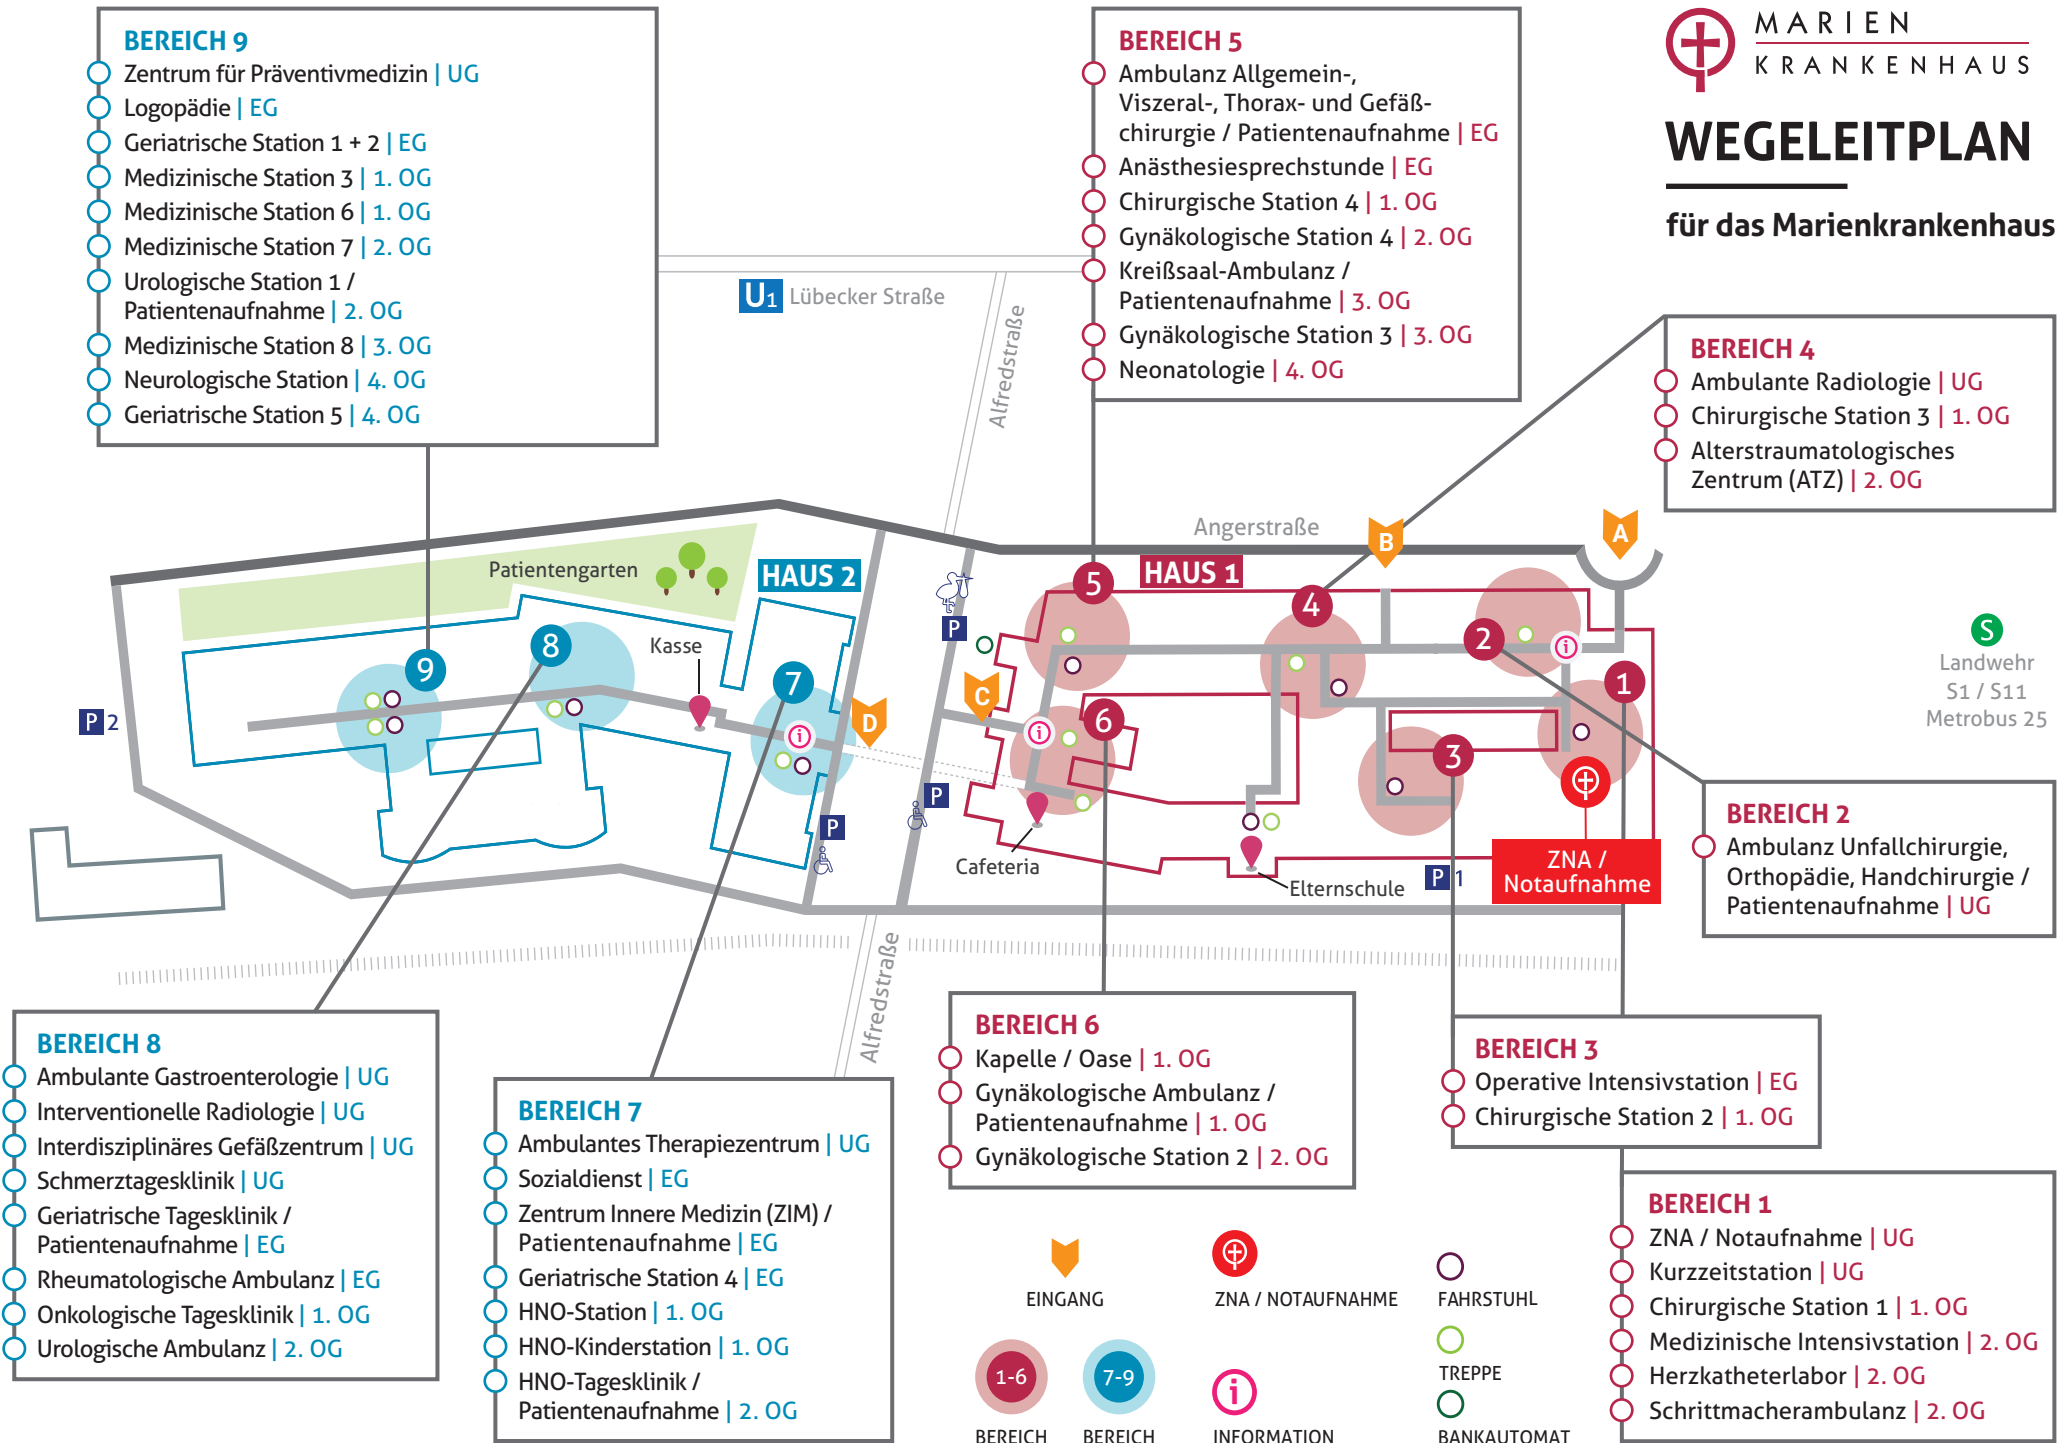 MARIEN
KRANKENHAUS
WEGELEITPLAN
für das Marienkrankenhaus
BEREICH 9
Zentrum für Präventivmedizin | UG
Logopädie | EG
Geriatrische Station 1 + 2 | EG
Medizinische Station 3 | 1. OG
Medizinische Station 6 | 1. OG
Medizinische Station 7 | 2. OG
Urologische Station 1 /
Patientenaufnahme | 2. OG
Medizinische Station 8 | 3. OG
Neurologische Station | 4. OG
Geriatrische Station 5 | 4. OG
BEREICH 5
Ambulanz Allgemein-,
Viszeral-, Thorax- und Gefäß-
chirurgie / Patientenaufnahme | EG
Anästhesiesprechstunde | EG
Chirurgische Station 4 | 1. OG
Gynäkologische Station 4 | 2. OG
Kreißsaal-Ambulanz /
Patientenaufnahme | 3. OG
Gynäkologische Station 3 | 3. OG
Neonatologie | 4. OG
BEREICH 4
Ambulante Radiologie | UG
Chirurgische Station 3 | 1. OG
Alterstraumatologisches
Zentrum (ATZ) | 2. OG
U1 Lübecker Straße
Alfredstraße
Angerstraße
B
A
Patientengarten
HAUS 2
HAUS 1
5
4
2
1
P
8
9
7
Kasse
i
i
i
C
D
6
3
P 2
P
P
S
Landwehr
S1 / S11
Metrobus 25
Cafeteria
Elternschule
P 1
ZNA /
Notaufnahme
Alfredstraße
BEREICH 2
Ambulanz Unfallchirurgie,
Orthopädie, Handchirurgie /
Patientenaufnahme | UG
BEREICH 8
Ambulante Gastroenterologie | UG
Interventionelle Radiologie | UG
Interdisziplinäres Gefäßzentrum | UG
Schmerztagesklinik | UG
Geriatrische Tagesklinik /
Patientenaufnahme | EG
Rheumatologische Ambulanz | EG
Onkologische Tagesklinik | 1. OG
Urologische Ambulanz | 2. OG
BEREICH 7
Ambulantes Therapiezentrum | UG
Sozialdienst | EG
Zentrum Innere Medizin (ZIM) /
Patientenaufnahme | EG
Geriatrische Station 4 | EG
HNO-Station | 1. OG
HNO-Kinderstation | 1. OG
HNO-Tagesklinik /
Patientenaufnahme | 2. OG
BEREICH 6
Kapelle / Oase | 1. OG
Gynäkologische Ambulanz /
Patientenaufnahme | 1. OG
Gynäkologische Station 2 | 2. OG
BEREICH 3
Operative Intensivstation | EG
Chirurgische Station 2 | 1. OG
BEREICH 1
ZNA / Notaufnahme | UG
Kurzzeitstation | UG
Chirurgische Station 1 | 1. OG
Medizinische Intensivstation | 2. OG
Herzkatheterlabor | 2. OG
Schrittmacherambulanz | 2. OG
EINGANG
ZNA / NOTAUFNAHME
FAHRSTUHL
TREPPE
1-6
BEREICH
7-9
BEREICH
i
INFORMATION
BANKAUTOMAT